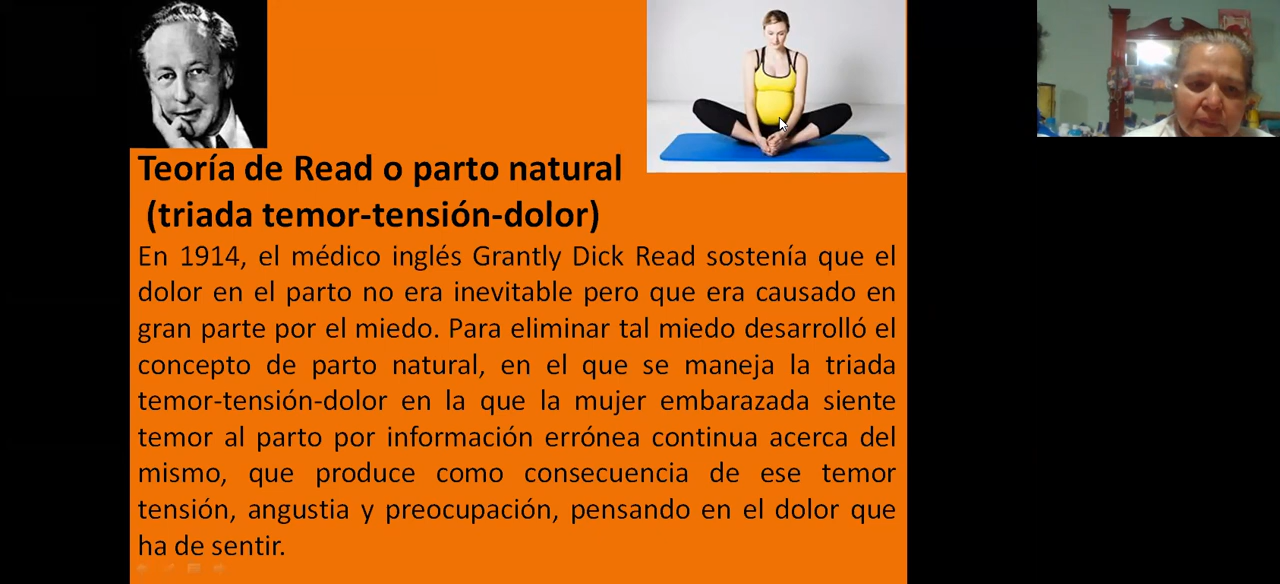 Teoría de Read o parto natural
(triada temor-tensión-dolor)
En 1914, el médico inglés Grantly Dick Read sostenía que el
dolor en el parto no era inevitable pero que era causado en
gran parte por el miedo. Para eliminar tal miedo desarrolló el
concepto de parto natural, en el que se maneja la triada
temor-tensión-dolor en la que la mujer embarazada siente
temor al parto por información errónea continua acerca del
mismo, que produce como consecuencia de ese temor
tensión, angustia y preocupación, pensando en el dolor que
ha de sentir.